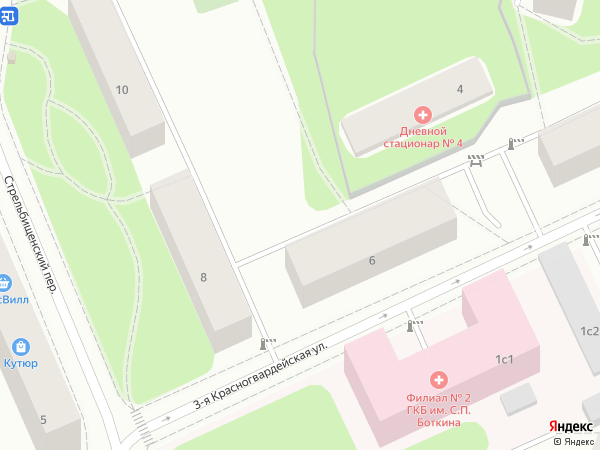 10
4
Дневной
стационар № 4
Стрельбищенский пер.
8
6
сВилл
Кутюр
5
3-я Красногвардейская ул.
1с2
1с1
Филиал № 2
ГКБ им. С.П.
Боткина
Яндекс
© Яндекс